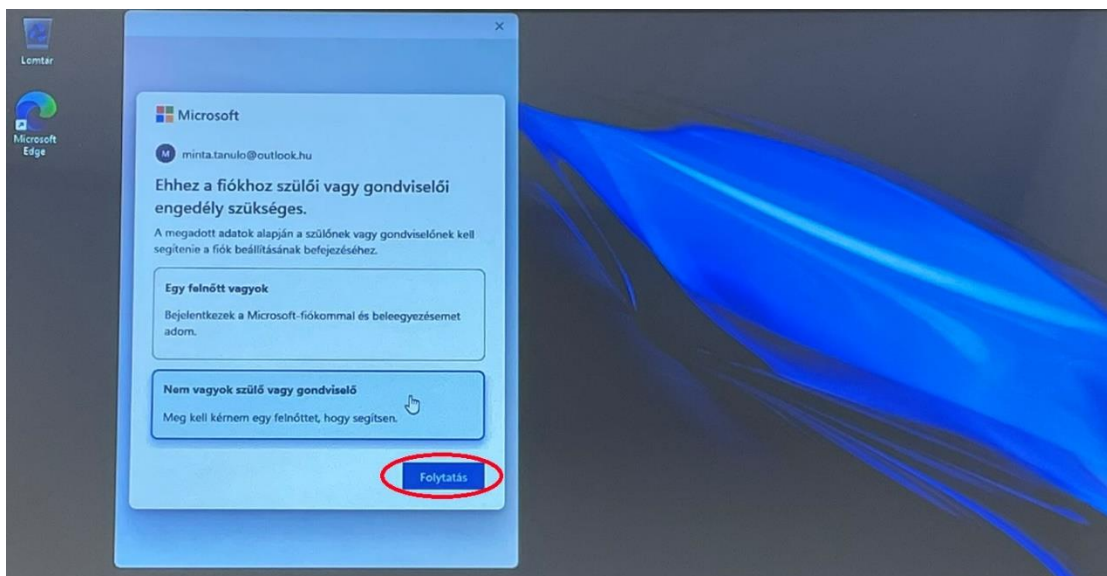 Lomtár
Microsoft
Edge
Microsoft
M
minta.tanulo@outlook.hu
Ehhez a fiókhoz szülői vagy gondviselői
engedély szükséges.
A megadott adatok alapján a szülőnek vagy gondviselőnek kell
segítenie a fiók beállításának befejezéséhez.
Egy felnőtt vagyok
Bejelentkezek a Microsoft-fiókommal és beleegyezésemet
adom.
Nem vagyok szülő vagy gondviselő
Meg kell kérnem egy felnőttet, hogy segítsen.
Folytatás